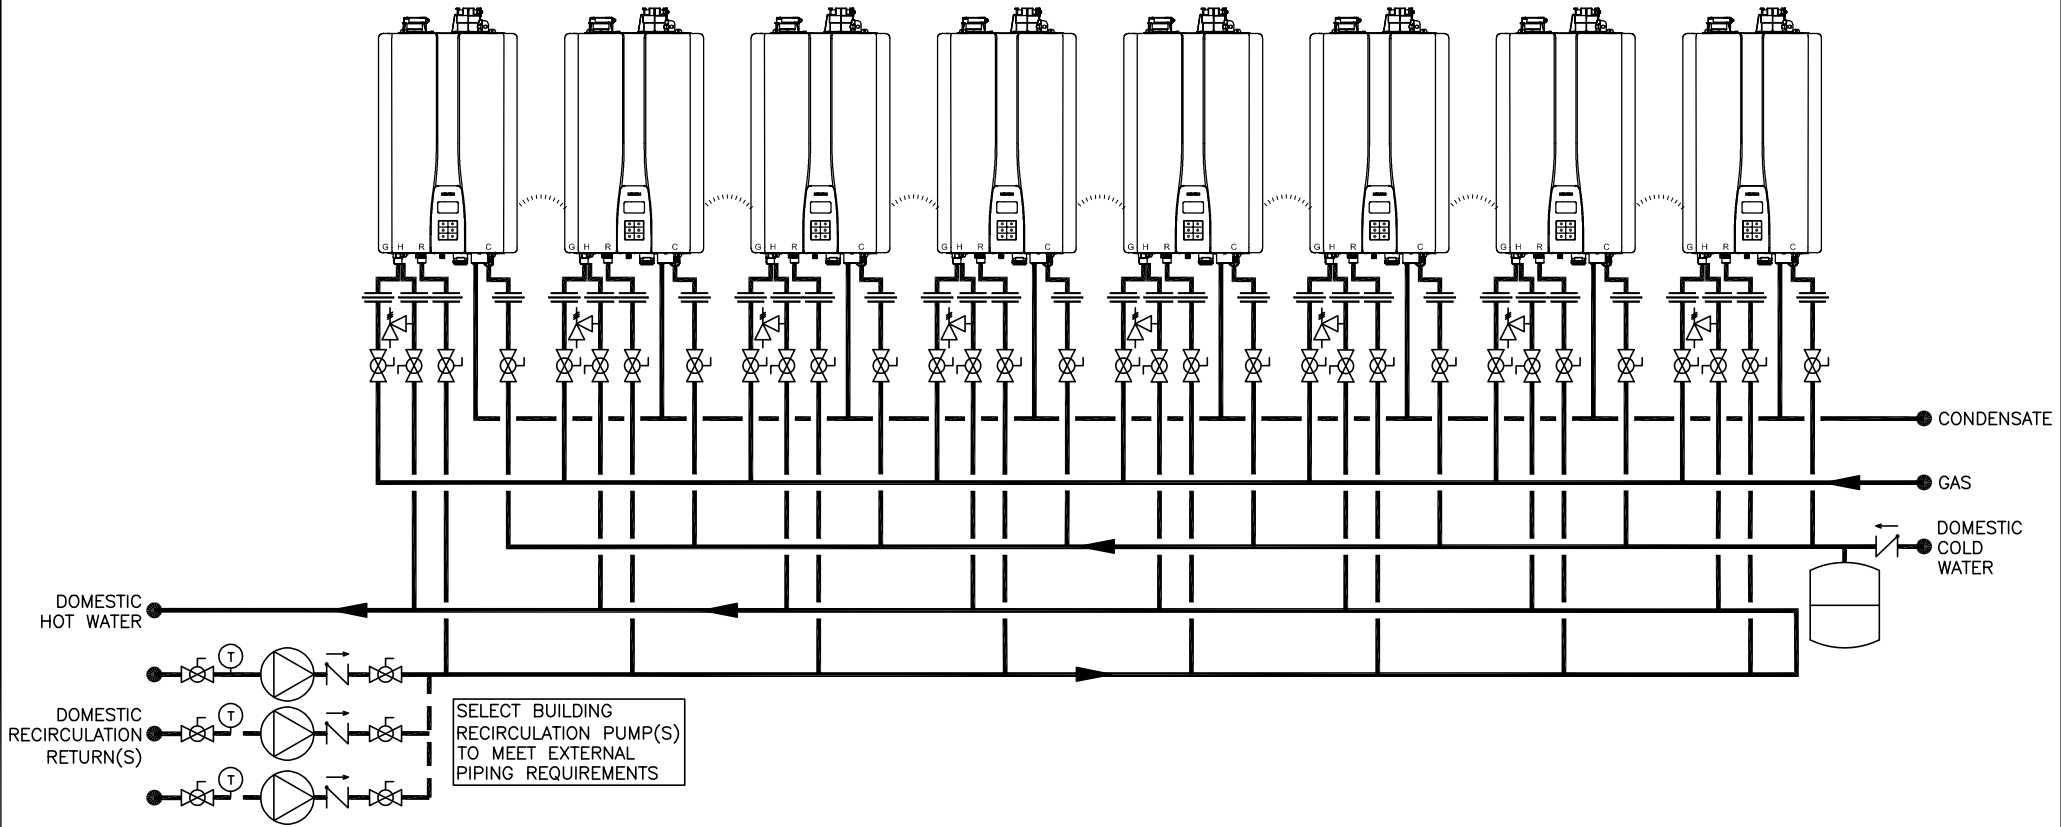 G H R C
G H R C
G H R C
G H R C
G H R C
G H R C
G H R C
G H R C
CONDENSATE
GAS
DOMESTIC
COLD
WATER
DOMESTIC
HOT WATER
T
T
T
DOMESTIC
RECIRCULATION
RETURN(S)
SELECT BUILDING
RECIRCULATION PUMP(S)
TO MEET EXTERNAL
PIPING REQUIREMENTS